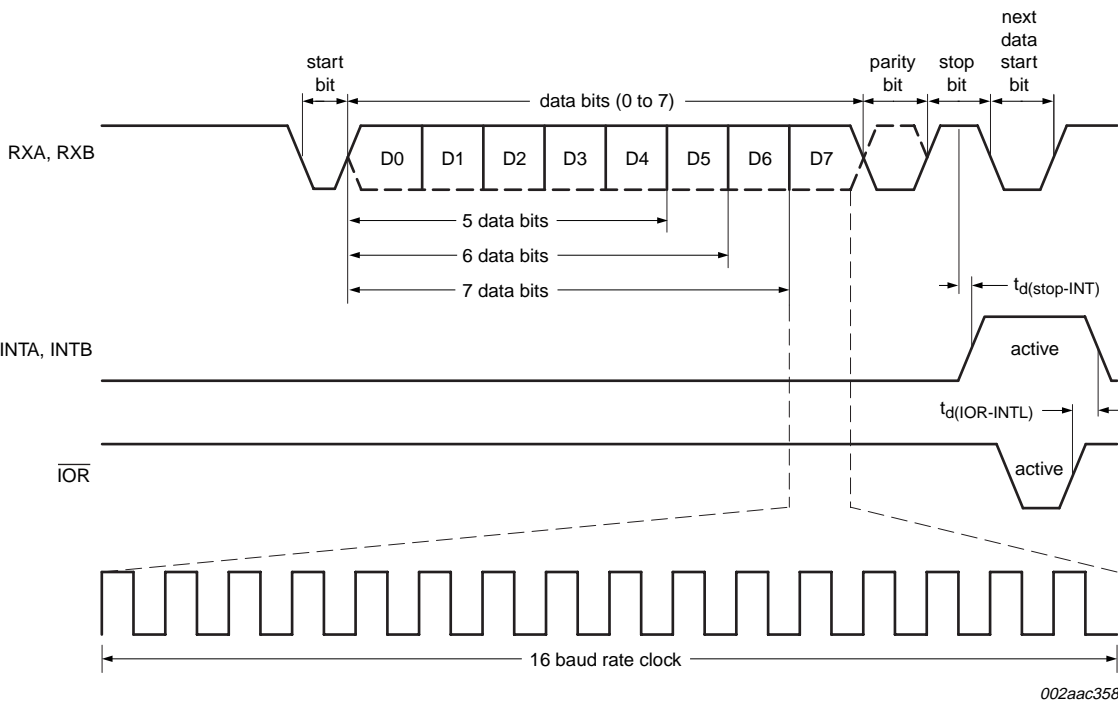 next
data
start
bit
start
bit
parity
bit
stop
bit
data bits (0 to 7)
RXA, RXB
D0 D1 D2 D3 D4 D5 D6 D7
5 data bits
6 data bits
7 data bits
td(stop-INT)
INTA, INTB
active
td(IOR-INTL)
IOR
active
16 baud rate clock
002aac358